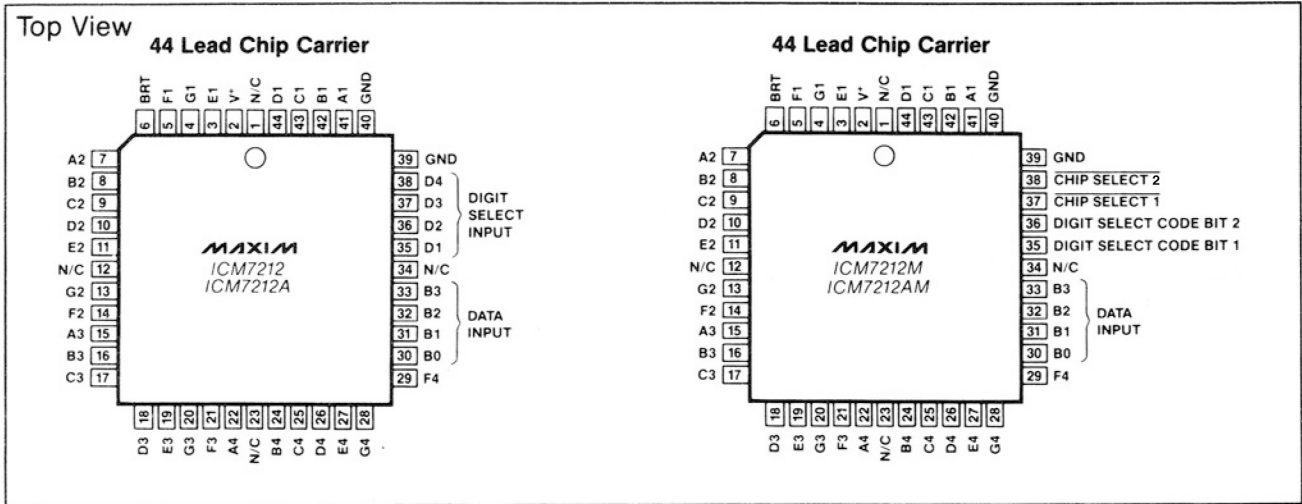 Top View
44 Lead Chip Carrier
BRT F1 G1 E1 V+ N/C D1 C1 B1 A1 GND
6 5 4 3 2 1 44 43 42 41 40
A2 7
B2 8
C2 9
D2 10
E2 11
N/C 12
G2 13
F2 14
A3 15
B3 16
C3 17
MAXIM
ICM7212
ICM7212A
39 GND
38 D4
37 D3
36 D2
35 D1
DIGIT
SELECT
INPUT
34 N/C
33 B3
32 B2
31 B1
30 B0
DATA
INPUT
29 F4
18 19 20 21 22 23 24 25 26 27 28
D3 E3 G3 F3 A4 N/C B4 C4 D4 E4 G4
44 Lead Chip Carrier
BRT F1 G1 E1 V+ N/C D1 C1 B1 A1 GND
6 5 4 3 2 1 44 43 42 41 40
A2 7
B2 8
C2 9
D2 10
E2 11
N/C 12
G2 13
F2 14
A3 15
B3 16
C3 17
MAXIM
ICM7212M
ICM7212AM
39 GND
38 CHIP SELECT 2
37 CHIP SELECT 1
36 DIGIT SELECT CODE BIT 2
35 DIGIT SELECT CODE BIT 1
34 N/C
33 B3
32 B2
31 B1
30 B0
DATA
INPUT
29 F4
18 19 20 21 22 23 24 25 26 27 28
D3 E3 G3 F3 A4 N/C B4 C4 D4 E4 G4